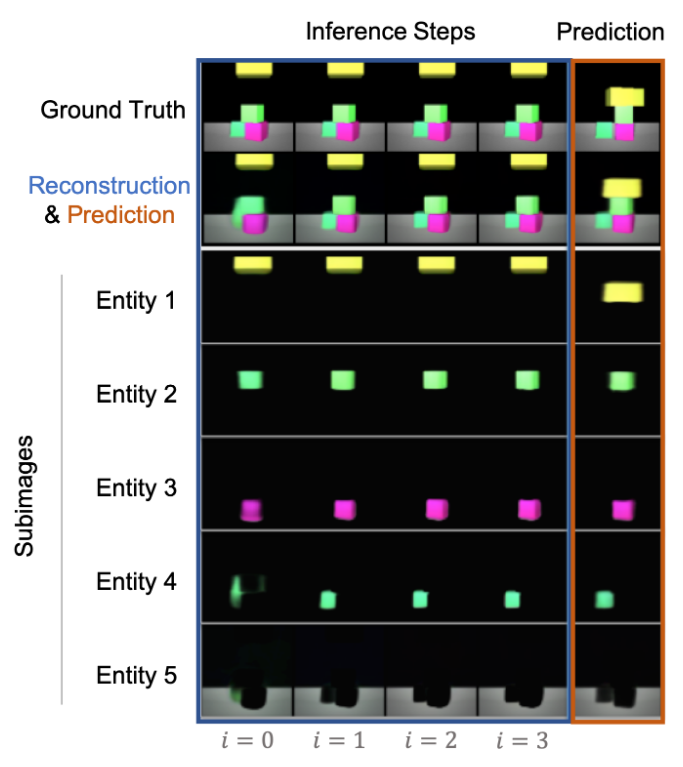 Inference Steps
Prediction
Ground Truth
Reconstruction
& Prediction
Entity 1
Entity 2
Entity 3
Entity 4
Entity 5
Subimages
i = 0
i = 1
i = 2
i = 3